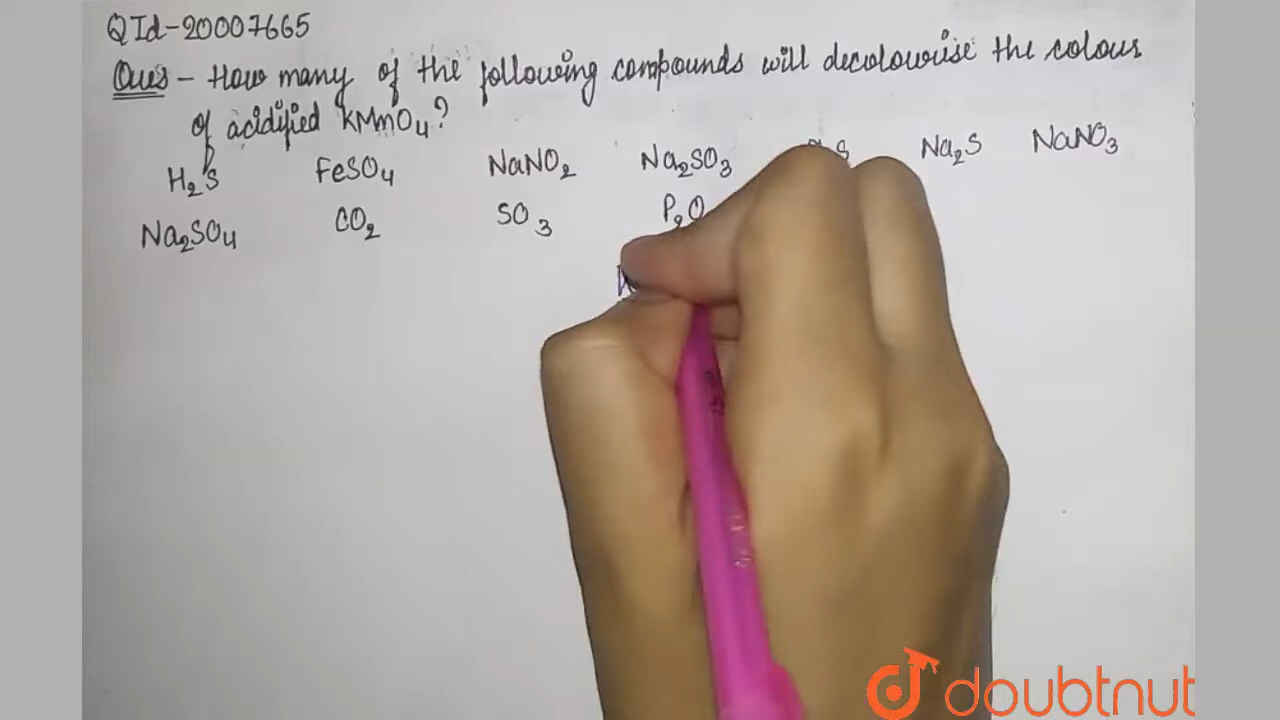 QId-20007665
Ques - How many of the following compounds will decolourise the colour
of acidified KMnO4?
H2S FeSO4 NaNO2 Na2SO3 Na2S NaNO3
Na2SO4 CO2 SO3
doubtnut